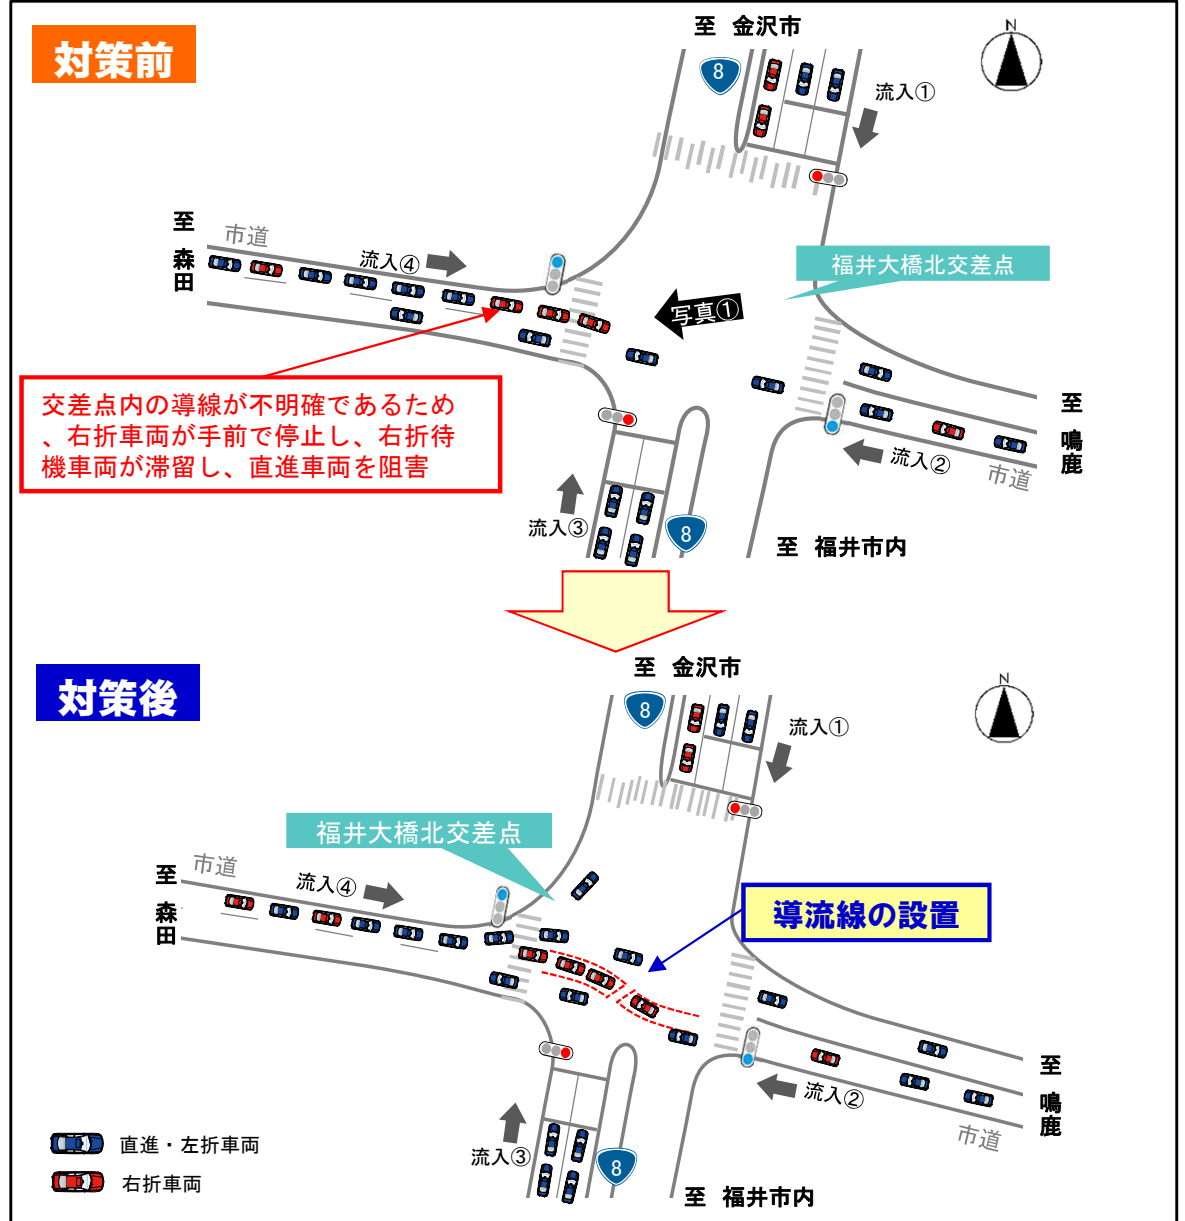 対策前
至 金沢市
N
8
流入①
至 森田
市道
流入④
福井大橋北交差点
写真①
交差点内の導線が不明確であるため
、右折車両が手前で停止し、右折待
機車両が滞留し、直進車両を阻害
至 鳴鹿
流入②
市道
流入③
8
至 福井市内
対策後
至 金沢市
N
8
流入①
福井大橋北交差点
至 森田
市道
流入④
導流線の設置
至 鳴鹿
流入②
市道
流入③
8
至 福井市内
直進・左折車両
右折車両